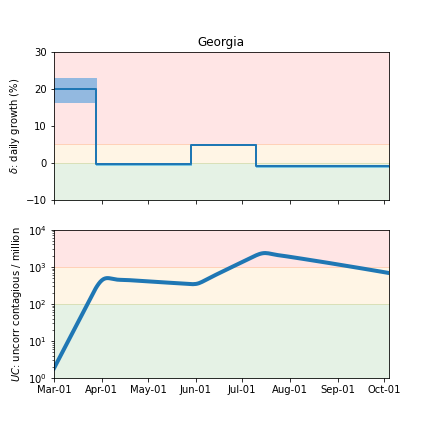 Georgia
δ: daily growth (%)
30
20
10
0
−10
UC: uncorr contagious / million
10⁴
10³
10²
10¹
10⁰
Mar-01 Apr-01 May-01 Jun-01 Jul-01 Aug-01 Sep-01 Oct-01